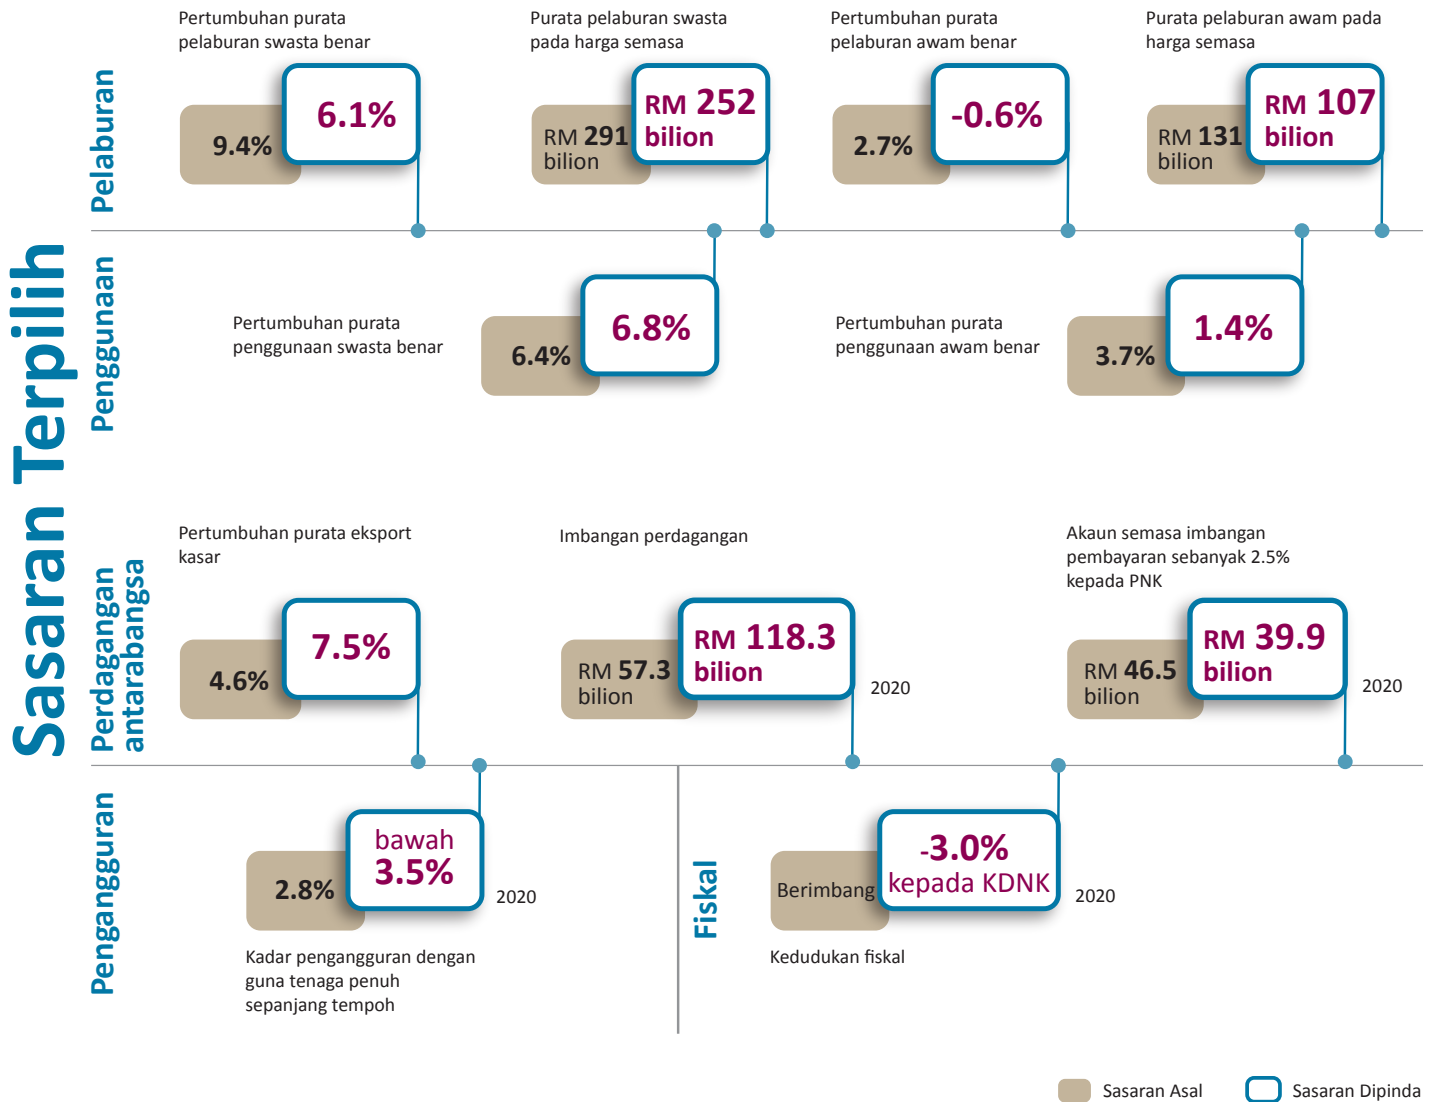 Sasaran Terpilih
Pelaburan
Pertumbuhan purata
pelaburan swasta benar
9.4%
6.1%
Purata pelaburan swasta
pada harga semasa
RM 291
bilion
RM 252
bilion
Pertumbuhan purata
pelaburan awam benar
2.7%
-0.6%
Purata pelaburan awam pada
harga semasa
RM 131
bilion
RM 107
bilion
Penggunaan
Pertumbuhan purata
penggunaan swasta benar
6.4%
6.8%
Pertumbuhan purata
penggunaan awam benar
3.7%
1.4%
Perdagangan
antarabangsa
Pertumbuhan purata eksport
kasar
4.6%
7.5%
Imbangan perdagangan
RM 57.3
bilion
RM 118.3
bilion
2020
Akaun semasa imbangan
pembayaran sebanyak 2.5%
kepada PNK
RM 46.5
bilion
RM 39.9
bilion
2020
Pengangguran
2.8%
bawah
3.5%
2020
Kadar pengangguran dengan
guna tenaga penuh
sepanjang tempoh
Fiskal
Berimbang
-3.0%
kepada KDNK
2020
Kedudukan fiskal
Sasaran Asal
Sasaran Dipinda